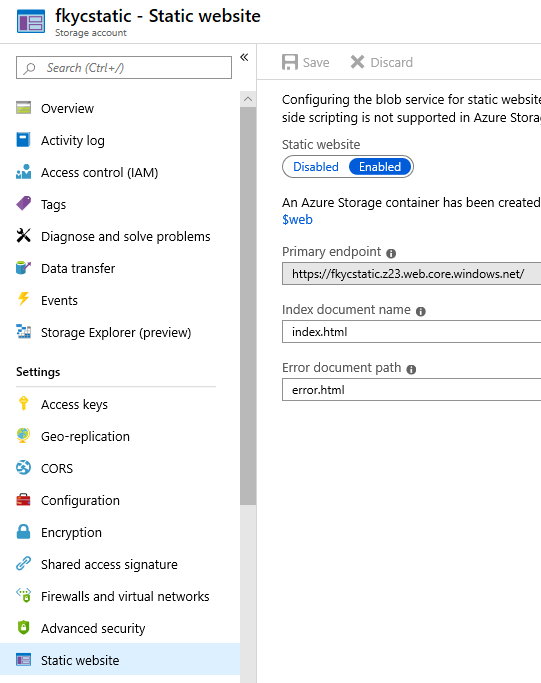 fkycstatic - Static website
Storage account
Search (Ctrl+/)
Overview
Activity log
Access control (IAM)
Tags
Diagnose and solve problems
Data transfer
Events
Storage Explorer (preview)
Settings
Access keys
Geo-replication
CORS
Configuration
Encryption
Shared access signature
Firewalls and virtual networks
Advanced security
Static website
Save Discard
Configuring the blob service for static website
side scripting is not supported in Azure Storag
Static website
Disabled Enabled
An Azure Storage container has been created
$web
Primary endpoint
https://fkycstatic.z23.web.core.windows.net/
Index document name
index.html
Error document path
error.html